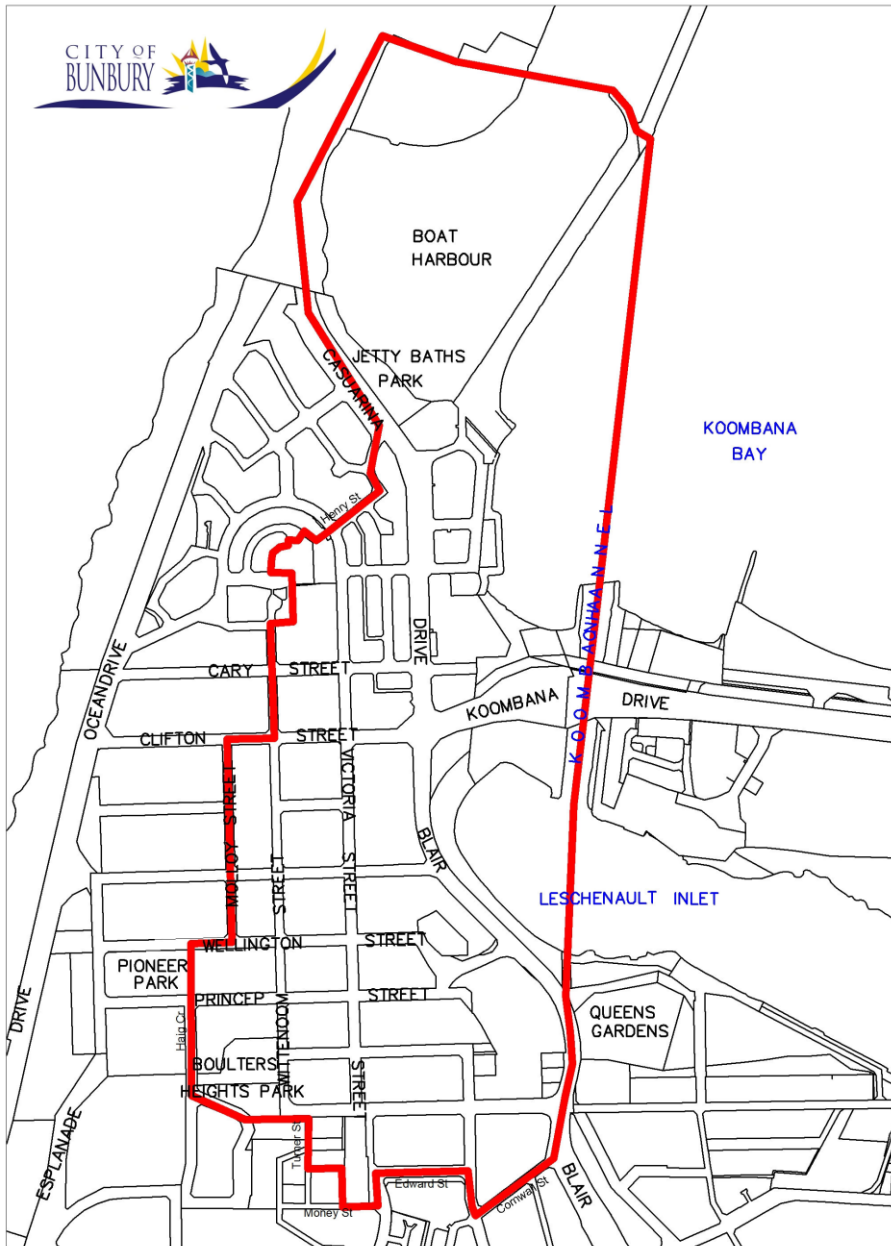 CITY OF
BUNBURY
BOAT
HARBOUR
CASUARINA
JETTY BATHS
PARK
KOOMBANA
BAY
Henry St
DRIVE
OCEAN DRIVE
CARY STREET
KOOMBANA DRIVE
CLIFTON STREET
MOLLOY STREET
VICTORIA STREET
BLAIR
STREET
LESCHENAULT INLET
WELLINGTON STREET
PIONEER
PARK
PRINCEP STREET
QUEENS
GARDENS
DRIVE
Haig Cr
WITTENOOM
BOULTERS
HEIGHTS PARK
STREET
ESPLANADE
Turner St
Edward St
Cornwall St
BLAIR
Money St